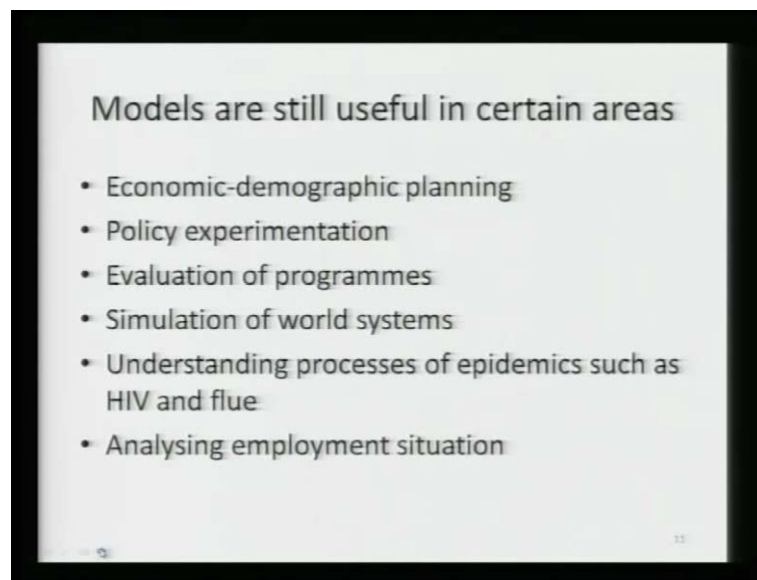 Models are still useful in certain areas
• Economic-demographic planning
• Policy experimentation
• Evaluation of programmes
• Simulation of world systems
• Understanding processes of epidemics such as
HIV and flue
• Analysing employment situation